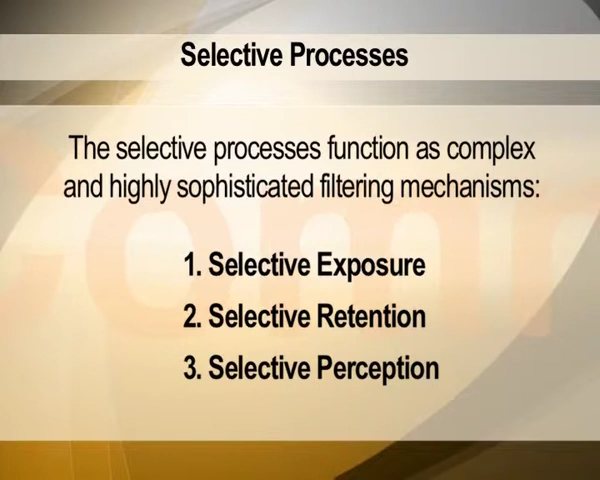 Selective Processes
The selective processes function as complex
and highly sophisticated filtering mechanisms:
1. Selective Exposure
2. Selective Retention
3. Selective Perception